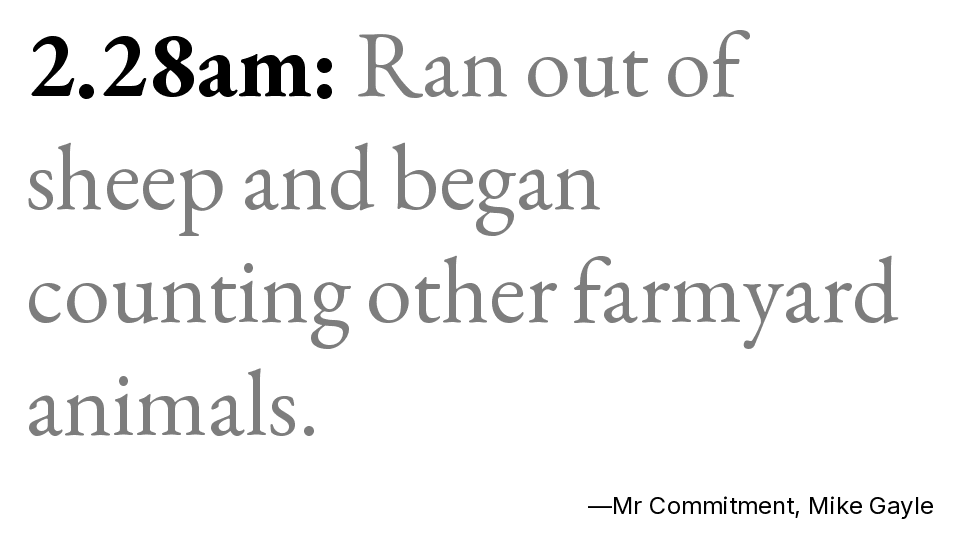 2.28am: Ran out of
sheep and began
counting other farmyard
animals.
—Mr Commitment, Mike Gayle